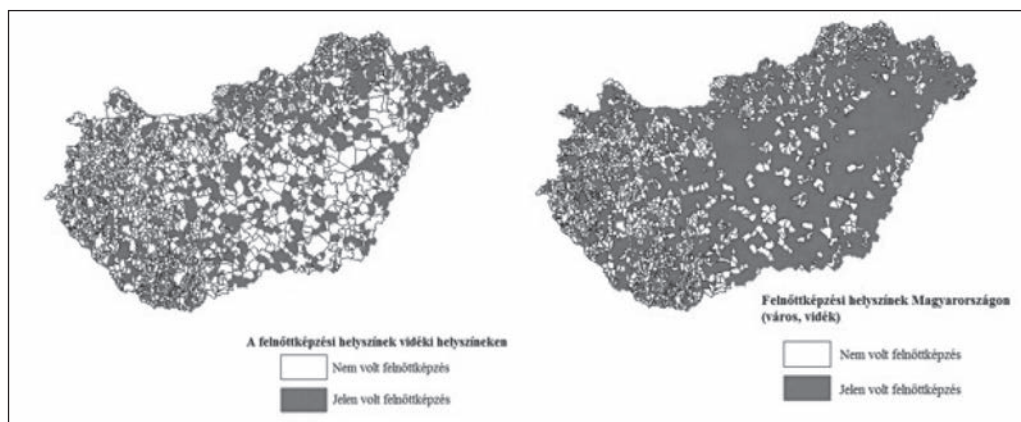 A felnőttképzési helyszínek vidéki helyszíneken
Nem volt felnőttképzés
Jelen volt felnőttképzés
Felnőttképzési helyszínek Magyarországon
(város, vidék)
Nem volt felnőttképzés
Jelen volt felnőttképzés